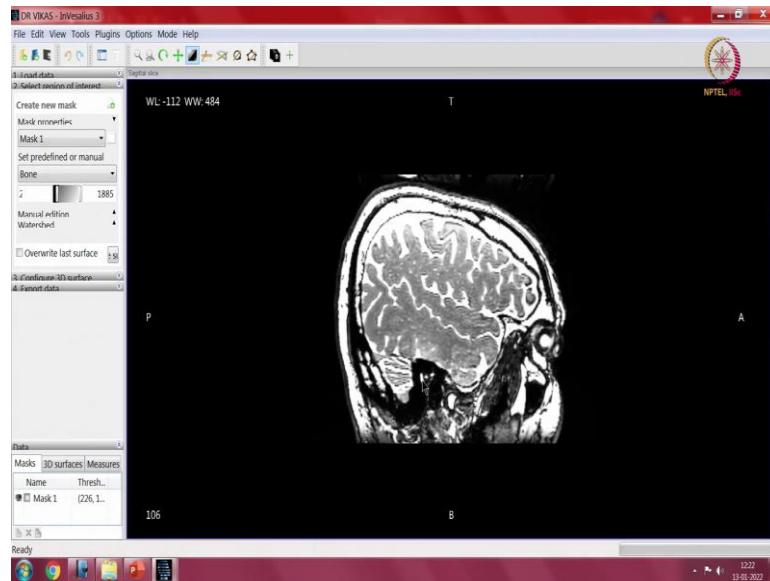 DR VIKAS - InVesalius 3
File Edit View Tools Plugins Options Mode Help
NPTEL, IISc
1. Load data
2. Select region of interest
Sagittal slice
Create new mask
Mask properties
Mask 1
Set predefined or manual
Bone
1885
Manual edition
Watershed
Overwrite last surface
3. Configure 3D surface
4. Export data
WL: -112 WW: 484
T
P
A
106
B
Data
Masks 3D surfaces Measures
Name Thresh..
Mask 1 (226, 1...
Ready
12:22
13-01-2022